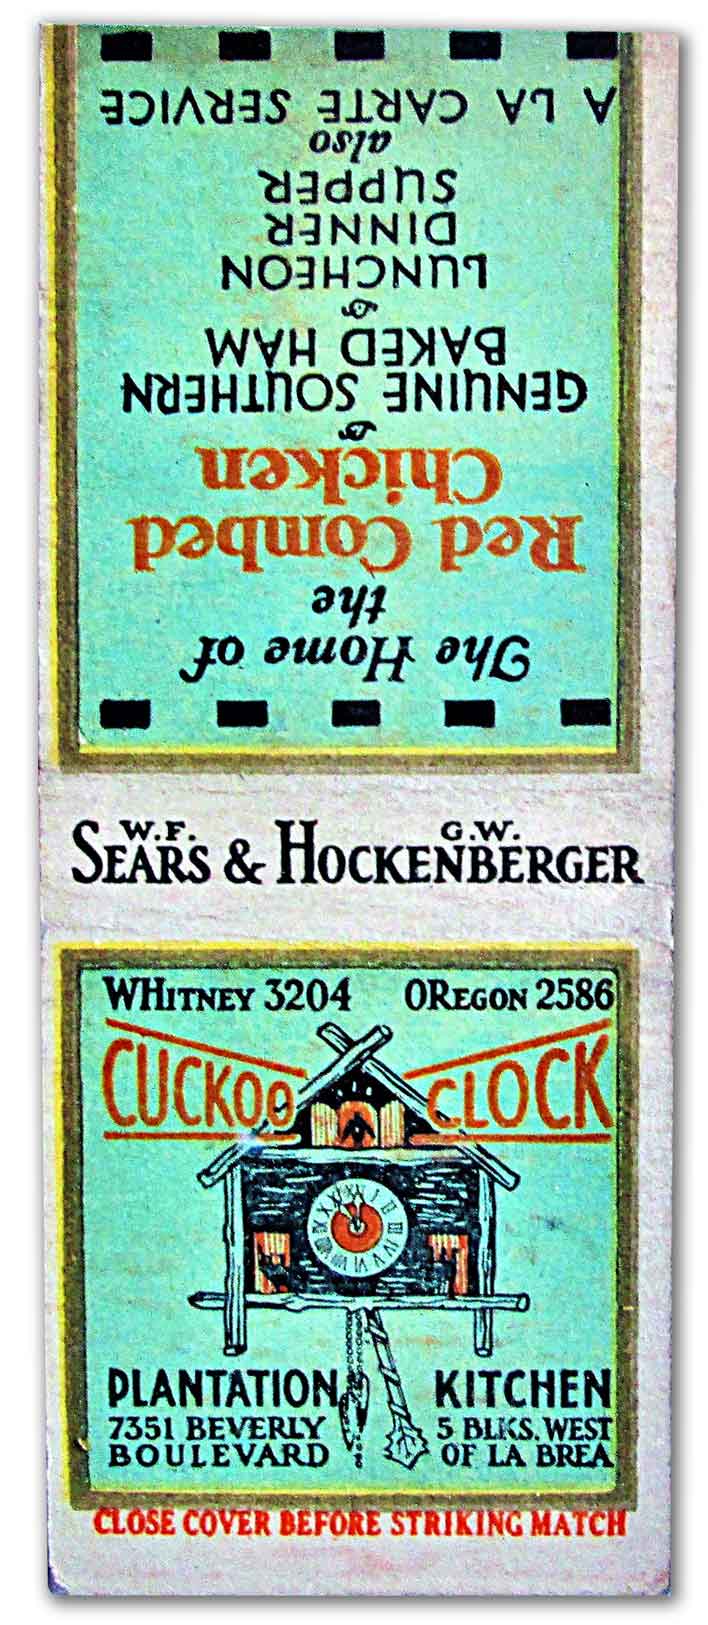 The Home of
the
Red Combed
Chicken
&
GENUINE SOUTHERN
BAKED HAM
&
LUNCHEON
DINNER
SUPPER
also
A LA CARTE SERVICE
W.F. G.W.
SEARS & HOCKENBERGER
WHITNEY 3204 OREGON 2586
CUCKOO CLOCK
PLANTATION KITCHEN
7351 BEVERLY 5 BLKS. WEST
BOULEVARD OF LA BREA
CLOSE COVER BEFORE STRIKING MATCH